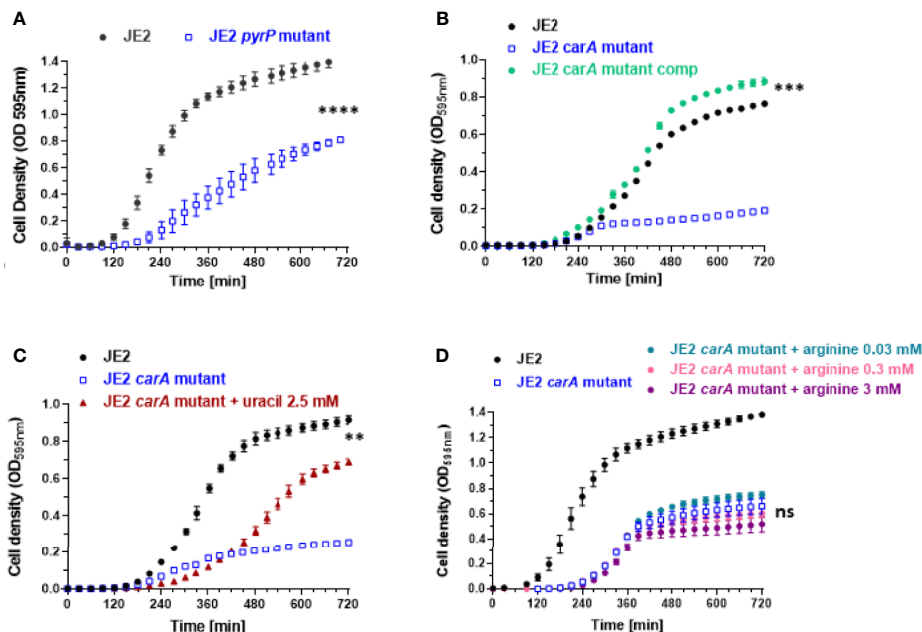 A
JE2
JE2 pyrP mutant
Cell Density (OD 595nm)
1.4
1.2
1.0
0.8
0.6
0.4
0.2
0.0
****
0 120 240 360 480 600 720
Time [min]
B
JE2
JE2 carA mutant
JE2 carA mutant comp
Cell density (OD595nm)
1.0
0.8
0.6
0.4
0.2
0.0
***
0 120 240 360 480 600 720
Time [min]
C
JE2
JE2 carA mutant
JE2 carA mutant + uracil 2.5 mM
Cell density (OD595nm)
1.0
0.8
0.6
0.4
0.2
0.0
**
0 120 240 360 480 600 720
Time [min]
D
JE2
JE2 carA mutant
JE2 carA mutant + arginine 0.03 mM
JE2 carA mutant + arginine 0.3 mM
JE2 carA mutant + arginine 3 mM
Cell density (OD595nm)
1.4
1.2
1.0
0.8
0.6
0.4
0.2
0.0
ns
0 120 240 360 480 600 720
Time [min]